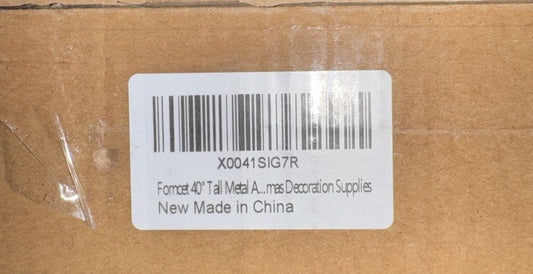 X0041SIG7R
Fomcet 40" Tall Metal A...mas Decoration Supplies
New Made in China